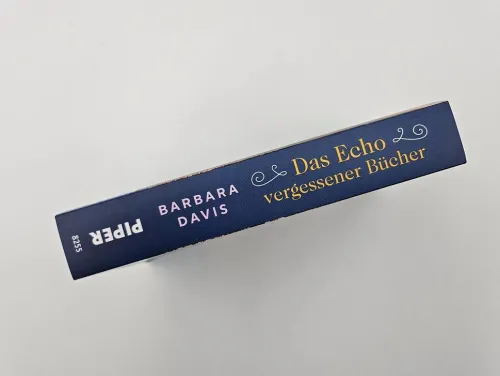 Das Echo
vergessener Bücher
BARBARA
DAVIS
PIPER
8255